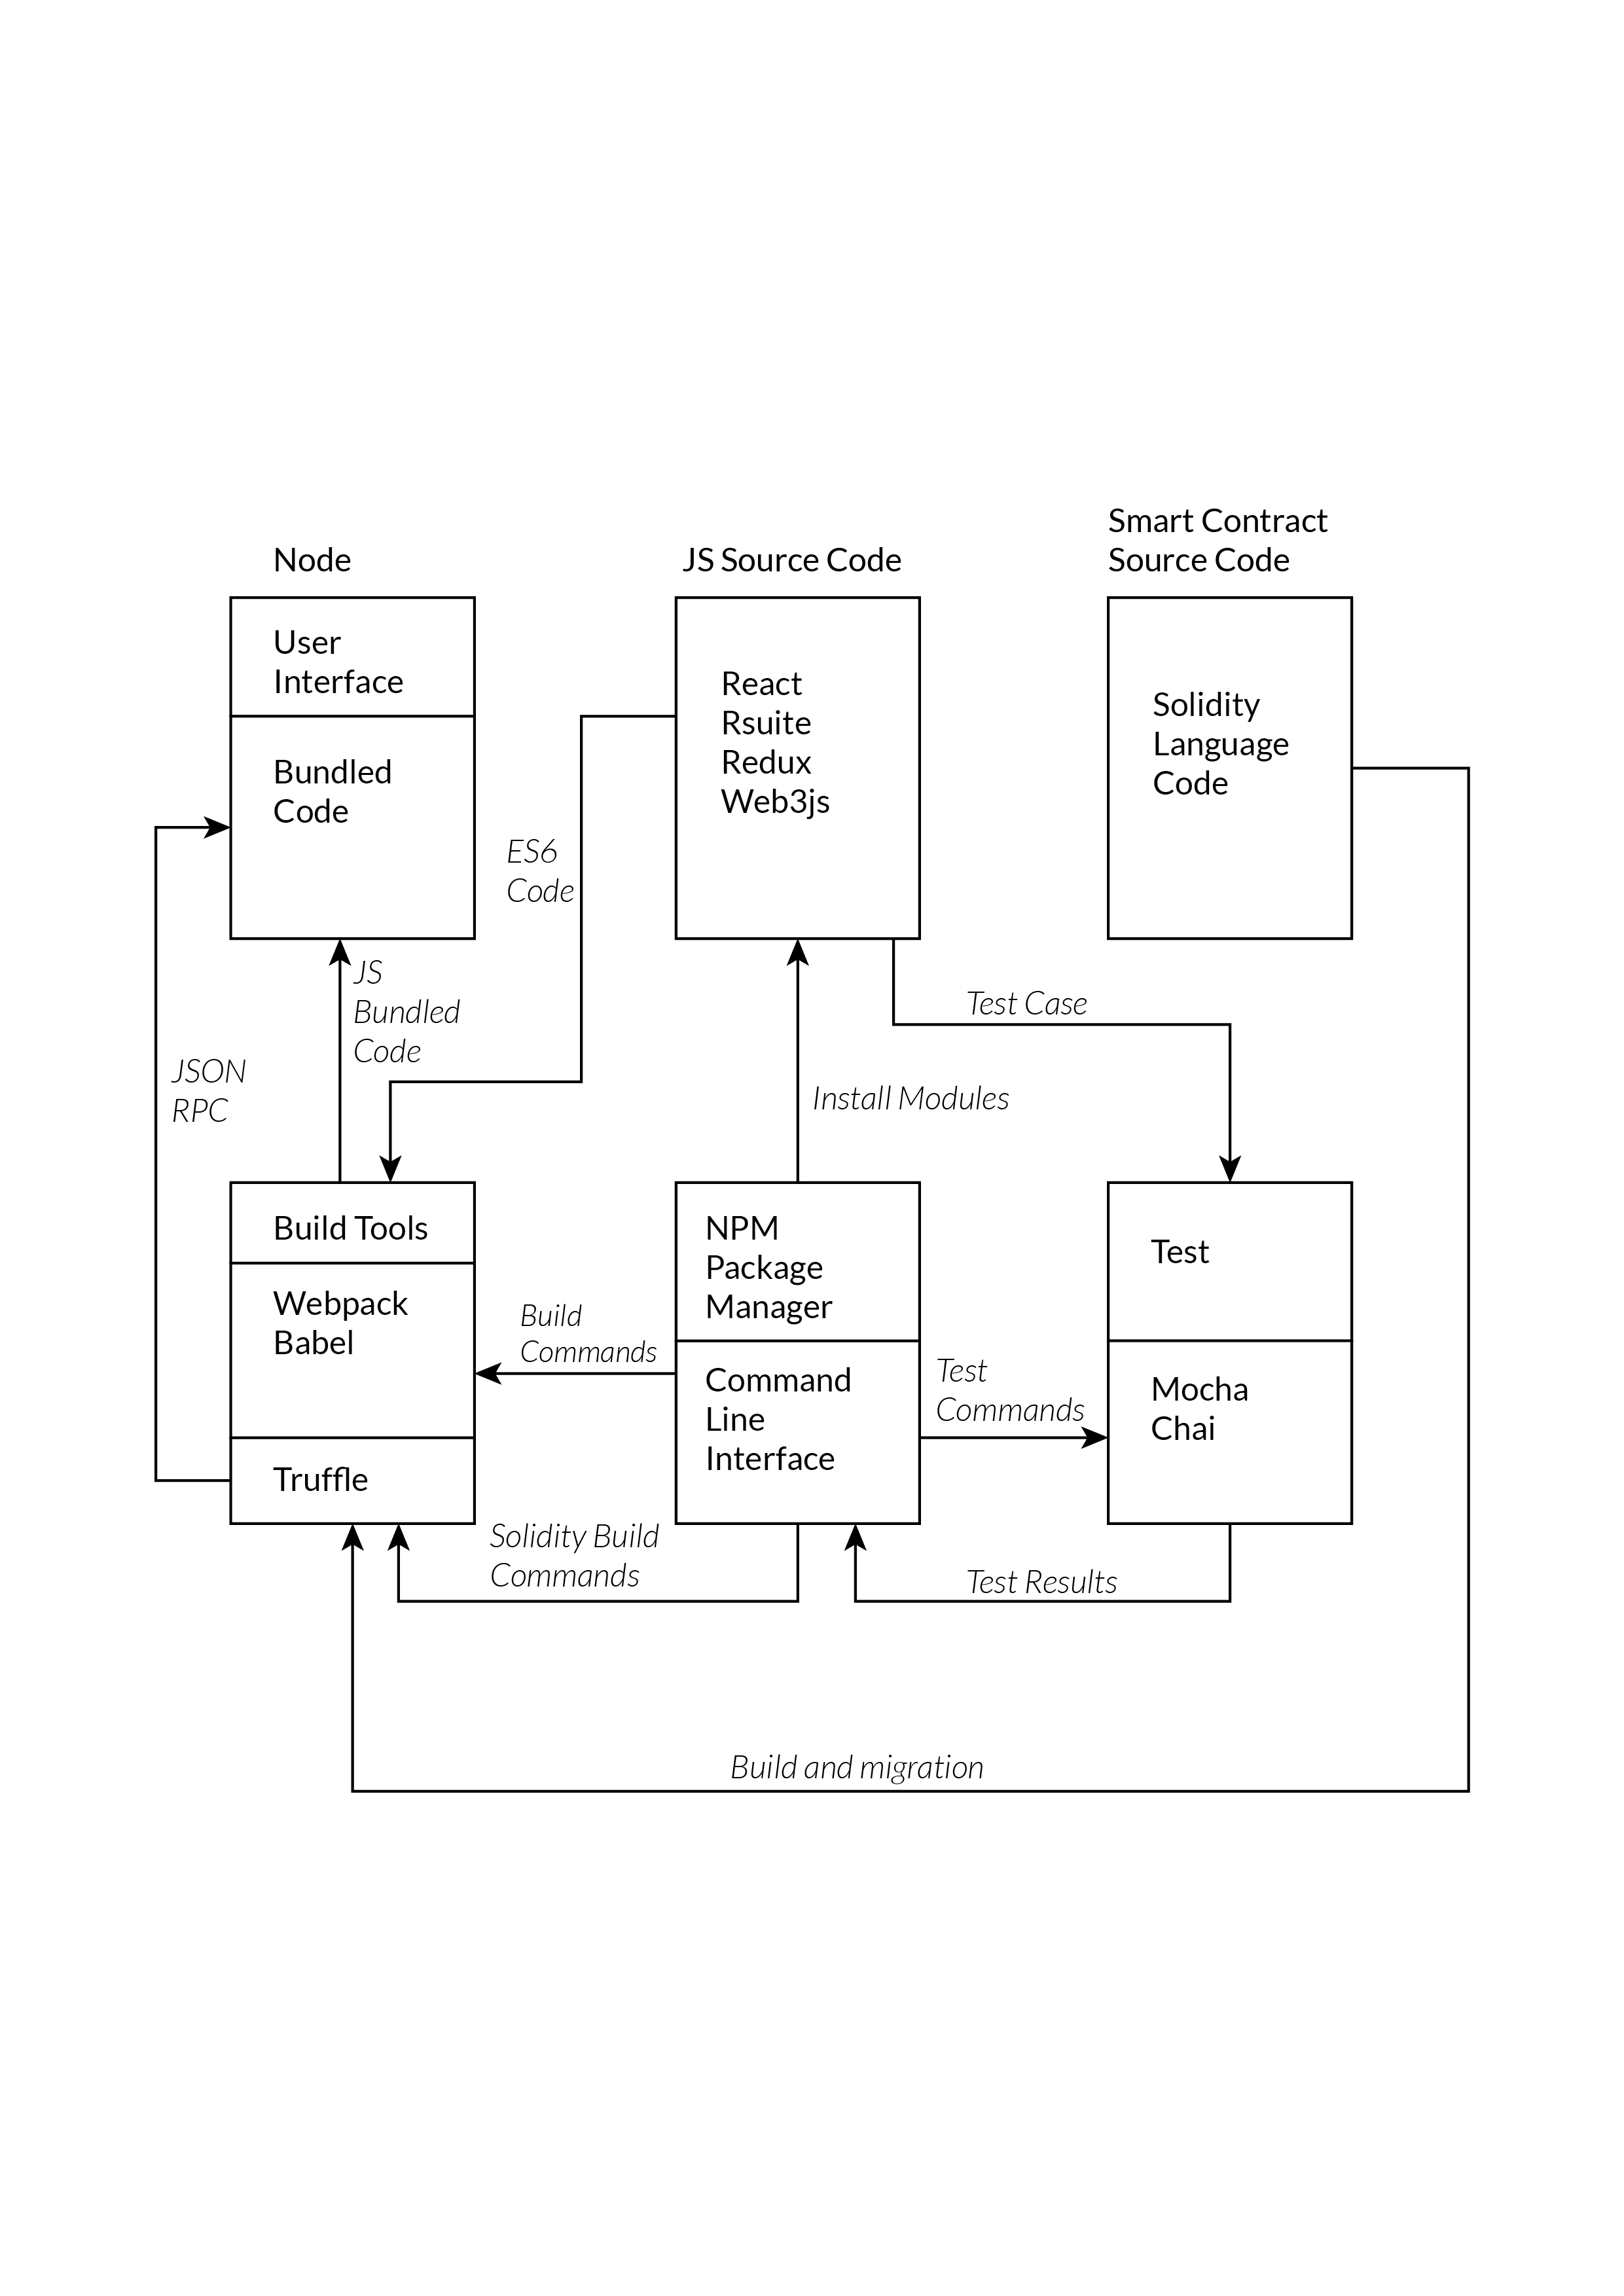 Node
JS Source Code
Smart Contract
Source Code
User
Interface
Bundled
Code
React
Rsuite
Redux
Web3js
Solidity
Language
Code
ES6
Code
JS
Bundled
Code
JSON
RPC
Test Case
Install Modules
Build Tools
Webpack
Babel
Truffle
Build
Commands
NPM
Package
Manager
Command
Line
Interface
Test
Commands
Test
Mocha
Chai
Solidity Build
Commands
Test Results
Build and migration